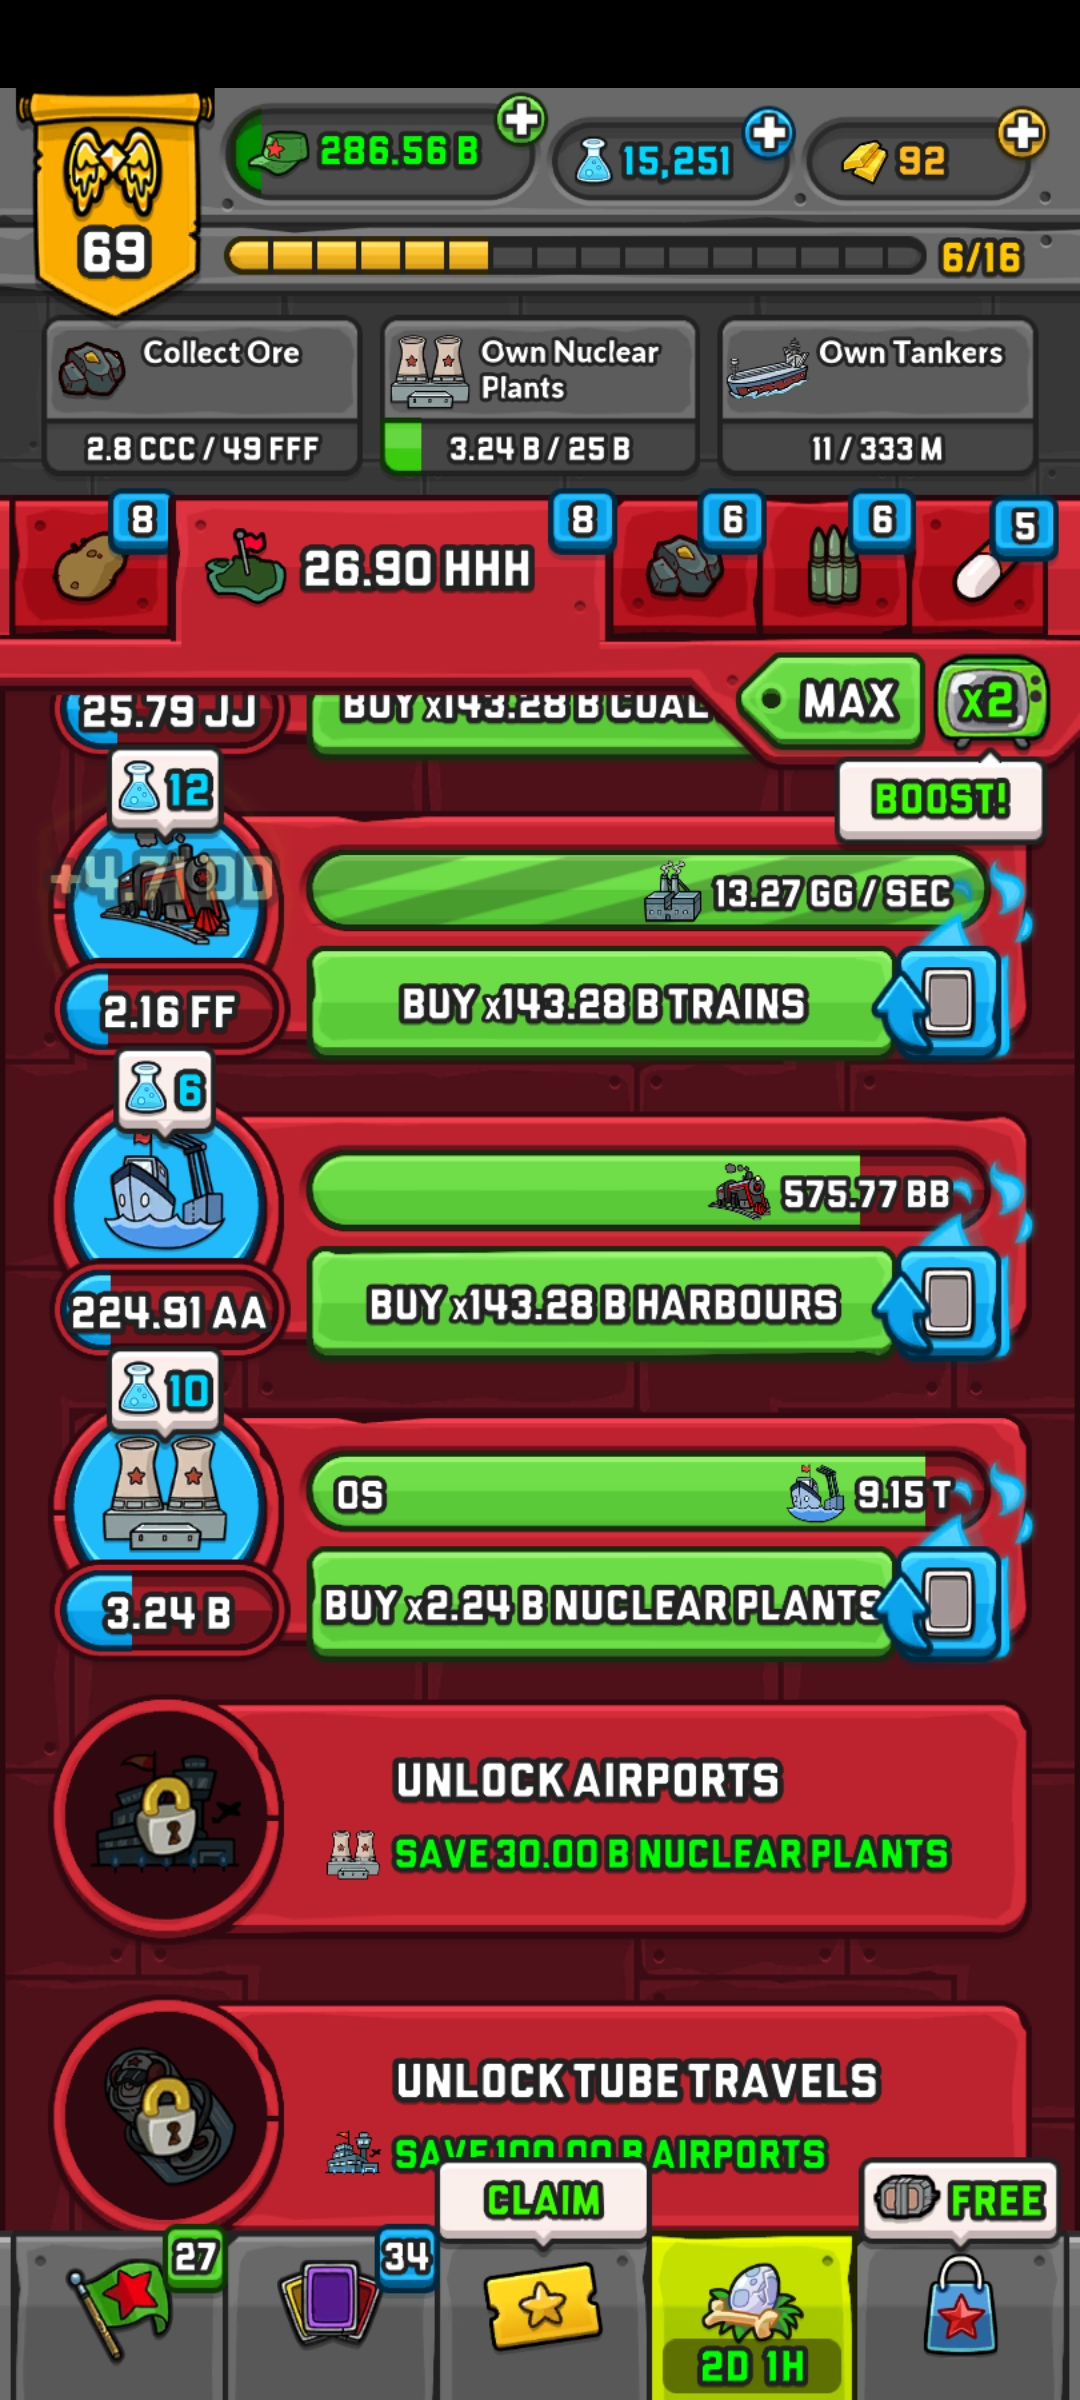 286.56 B
15,251
92
69
6/16
Collect Ore
2.8 CCC / 49 FFF
Own Nuclear
Plants
3.24 B / 25 B
Own Tankers
11 / 333 M
8
26.90 HHH
8
6
6
5
MAX
x2
BOOST!
25.79 JJ
BUY x143.28 B COAL
12
13.27 GG / SEC
2.16 FF
BUY x143.28 B TRAINS
6
575.77 BB
224.91 AA
BUY x143.28 B HARBOURS
10
0S
9.15 T
3.24 B
BUY x2.24 B NUCLEAR PLANTS
UNLOCK AIRPORTS
SAVE 30.00 B NUCLEAR PLANTS
UNLOCK TUBE TRAVELS
SAVE 100.00 B AIRPORTS
CLAIM
FREE
27
34
2D 1H